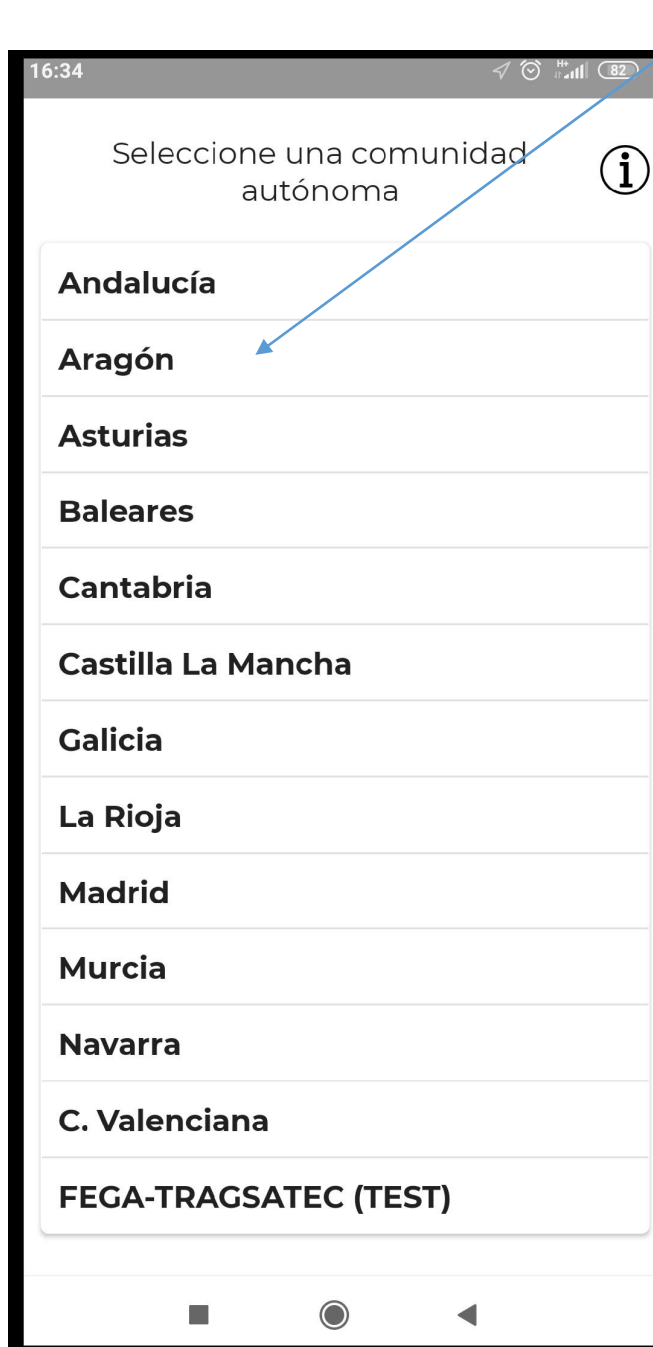 16:34
H+
82
Seleccione una comunidad
autónoma
i
Andalucía
Aragón
Asturias
Baleares
Cantabria
Castilla La Mancha
Galicia
La Rioja
Madrid
Murcia
Navarra
C. Valenciana
FEGA-TRAGSATEC (TEST)